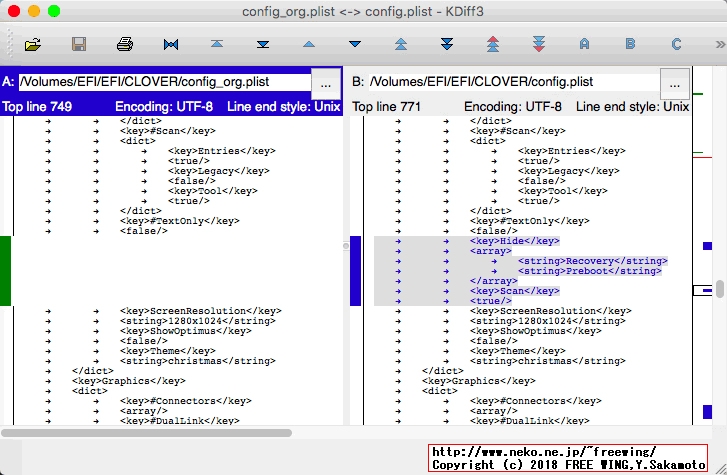 config_org.plist <-> config.plist - KDiff3
A B C »
A: /Volumes/EFI/EFI/CLOVER/config_org.plist ...
Top line 749 Encoding: UTF-8 Line end style: Unix
</dict>
<key>#Scan</key>
<dict>
<key>Entries</key>
<true/>
<key>Legacy</key>
<false/>
<key>Tool</key>
<true/>
</dict>
<key>#TextOnly</key>
<false/>
<key>ScreenResolution</key>
<string>1280x1024</string>
<key>ShowOptimus</key>
<false/>
<key>Theme</key>
<string>christmas</string>
</dict>
<key>Graphics</key>
<dict>
<key>#Connectors</key>
<array/>
<key>#DualLink</key>
B: /Volumes/EFI/EFI/CLOVER/config.plist ...
Top line 771 Encoding: UTF-8 Line end style: Unix
</dict>
<key>#Scan</key>
<dict>
<key>Entries</key>
<true/>
<key>Legacy</key>
<false/>
<key>Tool</key>
<true/>
</dict>
<key>#TextOnly</key>
<false/>
<key>Hide</key>
<array>
<string>Recovery</string>
<string>Preboot</string>
</array>
<key>Scan</key>
<true/>
<key>ScreenResolution</key>
<string>1280x1024</string>
<key>ShowOptimus</key>
<false/>
<key>Theme</key>
<string>christmas</string>
</dict>
<key>Graphics</key>
<dict>
<key>#Connectors</key>
<array/>
<key>#DualLink</key>
http://www.neko.ne.jp/~freewing/
Copyright (c) 2018 FREE WING,Y.Sakamoto